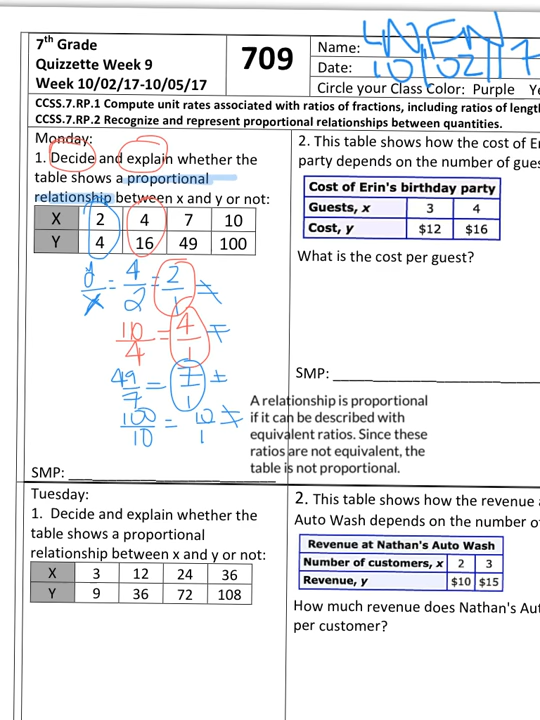 7th Grade
Quizzette Week 9
Week 10/02/17-10/05/17
709
Name: LN, FN
Date: 10/02/17
Circle your Class Color: Purple
CCSS.7.RP.1 Compute unit rates associated with ratios of fractions, including ratios of
CCSS.7.RP.2 Recognize and represent proportional relationships between quantities.
Monday:
1. Decide and explain whether the
table shows a proportional
relationship between x and y or not:
X 2 4 7 10
Y 4 16 49 100
y/x = 4/2 = 2/1 ≠
16/4 = 4/1 ≠
49/7 = 7/1 ≠
100/10 = 10/1 ≠
A relationship is proportional
if it can be described with
equivalent ratios. Since these
ratios are not equivalent, the
table is not proportional.
SMP:
2. This table shows how the cost of
party depends on the number of
Cost of Erin's birthday party
Guests, x 3 4
Cost, y $12 $16
What is the cost per guest?
SMP:
Tuesday:
1. Decide and explain whether the
table shows a proportional
relationship between x and y or not:
X 3 12 24 36
Y 9 36 72 108
2. This table shows how the revenue
Auto Wash depends on the number
Revenue at Nathan's Auto Wash
Number of customers, x 2 3
Revenue, y $10 $15
How much revenue does Nathan's
per customer?